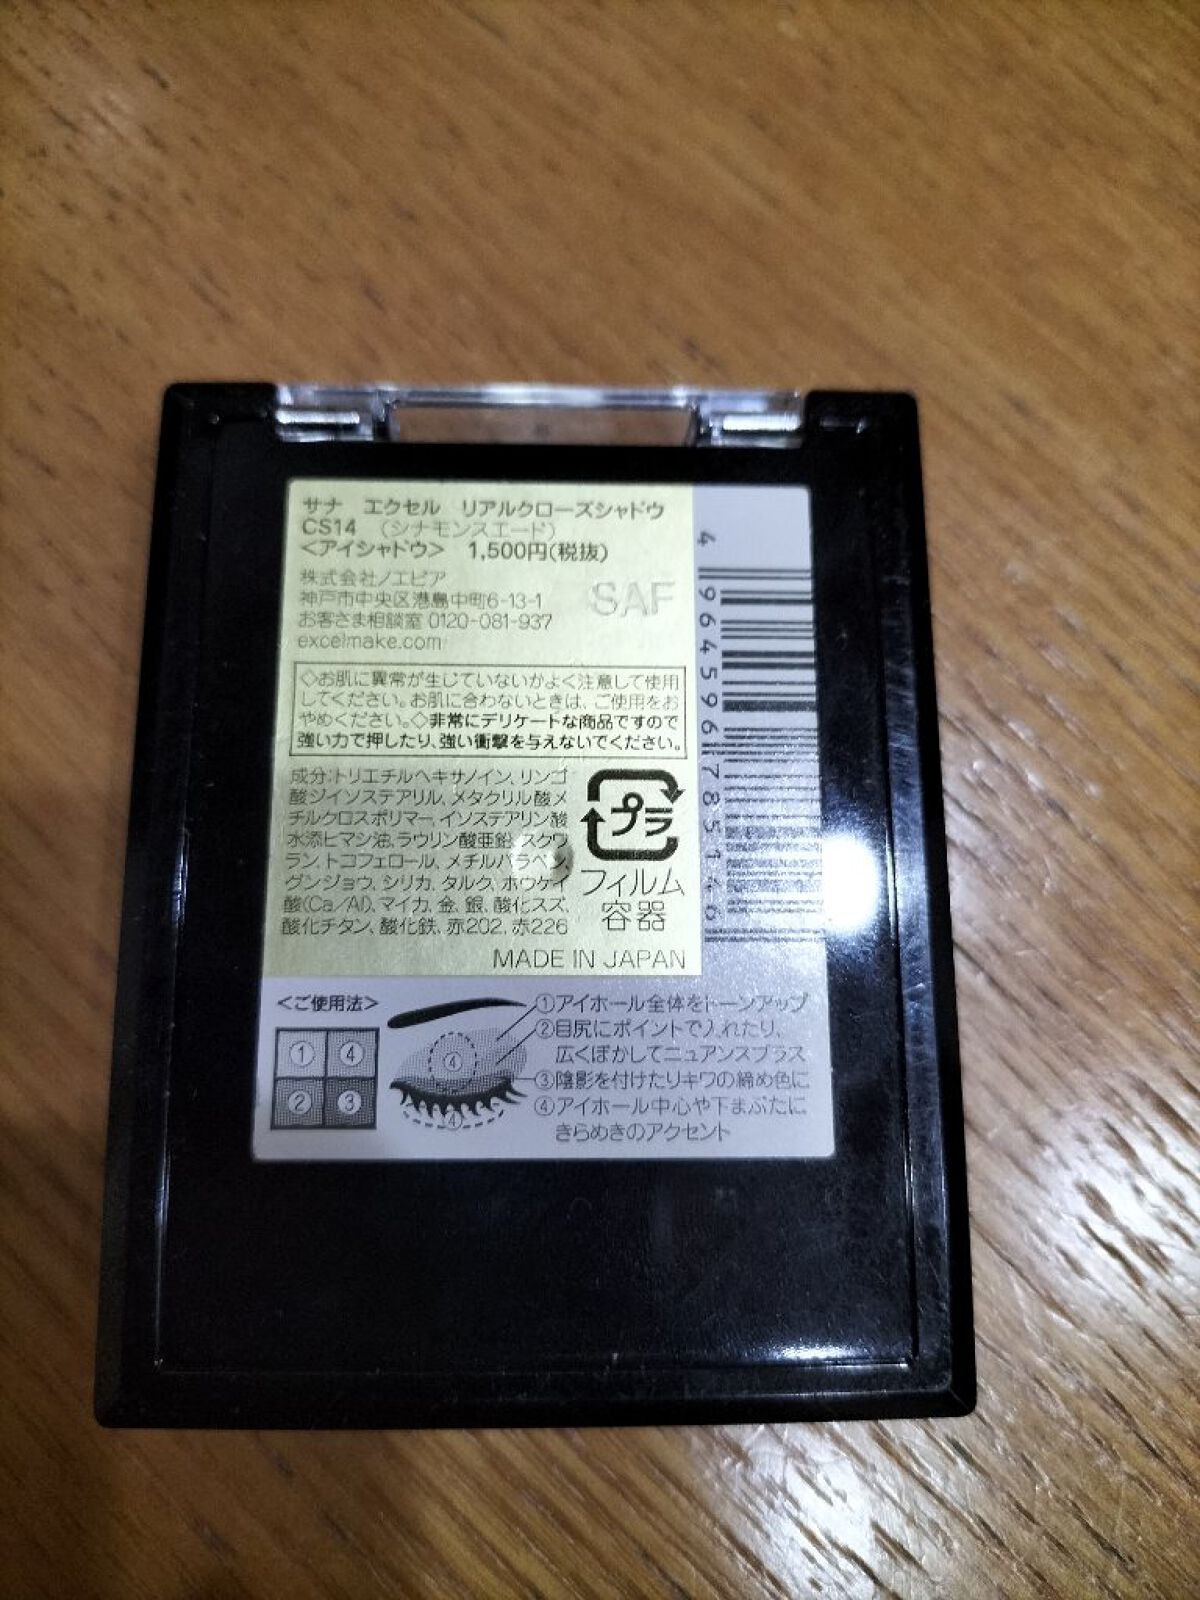 サナ エクセル リアルクローズシャドウ
CS14 (シナモンスエード)
<アイシャドウ> 1,500円(税抜)
株式会社ノエビア
神戸市中央区港島中町6-13-1
お客さま相談室 0120-081-937
excelmake.com
SAF
◇お肌に異常が生じていないかよく注意して使用
してください。お肌に合わないときは、ご使用をお
やめください。◇非常にデリケートな商品ですので
強い力で押したり、強い衝撃を与えないでください。
成分:トリエチルヘキサノイン、リンゴ
酸ジイソステアリル、メタクリル酸メ
チルクロスポリマー、イソステアリン酸
水添ヒマシ油、ラウリン酸亜鉛、スクワ
ラン、トコフェロール、メチルパラベン、
グンジョウ、シリカ、タルク、ホウケイ
酸(Ca/Al)、マイカ、金、銀、酸化スズ、
酸化チタン、酸化鉄、赤202、赤226
プラ
フィルム
容器
MADE IN JAPAN
4 964596 785146
<ご使用法>
① ④
② ③
④
④
①アイホール全体をトーンアップ
②目尻にポイントで入れたり、
広くぼかしてニュアンスプラス
③陰影を付けたりキワの締め色に
④アイホール中心や下まぶたに
きらめきのアクセント